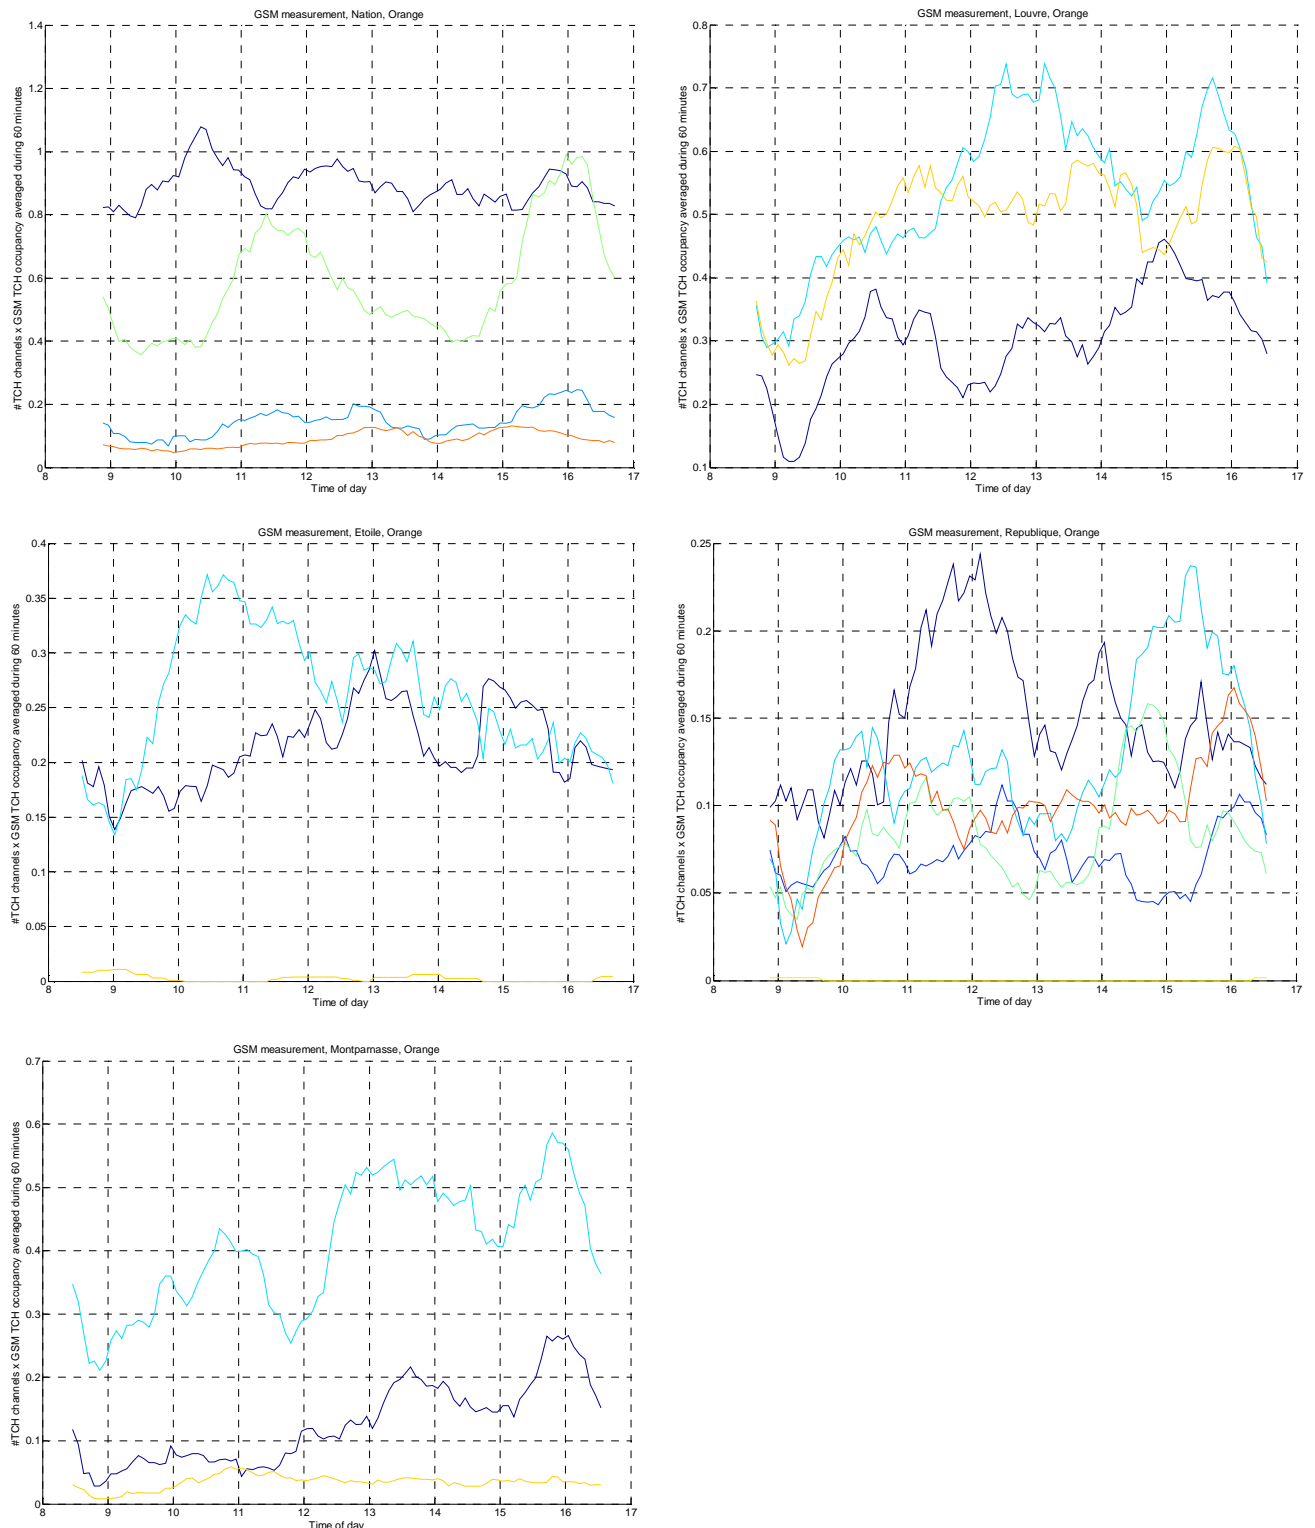 GSM measurement, Nation, Orange
#TCH channels x GSM TCH occupancy averaged during 60 minutes
1.4
1.2
1
0.8
0.6
0.4
0.2
0
8 9 10 11 12 13 14 15 16 17
Time of day
GSM measurement, Louvre, Orange
#TCH channels x GSM TCH occupancy averaged during 60 minutes
0.8
0.7
0.6
0.5
0.4
0.3
0.2
0.1
8 9 10 11 12 13 14 15 16 17
Time of day
GSM measurement, Etoile, Orange
#TCH channels x GSM TCH occupancy averaged during 60 minutes
0.4
0.35
0.3
0.25
0.2
0.15
0.1
0.05
0
8 9 10 11 12 13 14 15 16 17
Time of day
GSM measurement, Republique, Orange
#TCH channels x GSM TCH occupancy averaged during 60 minutes
0.25
0.2
0.15
0.1
0.05
0
8 9 10 11 12 13 14 15 16 17
Time of day
GSM measurement, Montparnasse, Orange
#TCH channels x GSM TCH occupancy averaged during 60 minutes
0.7
0.6
0.5
0.4
0.3
0.2
0.1
0
8 9 10 11 12 13 14 15 16 17
Time of day